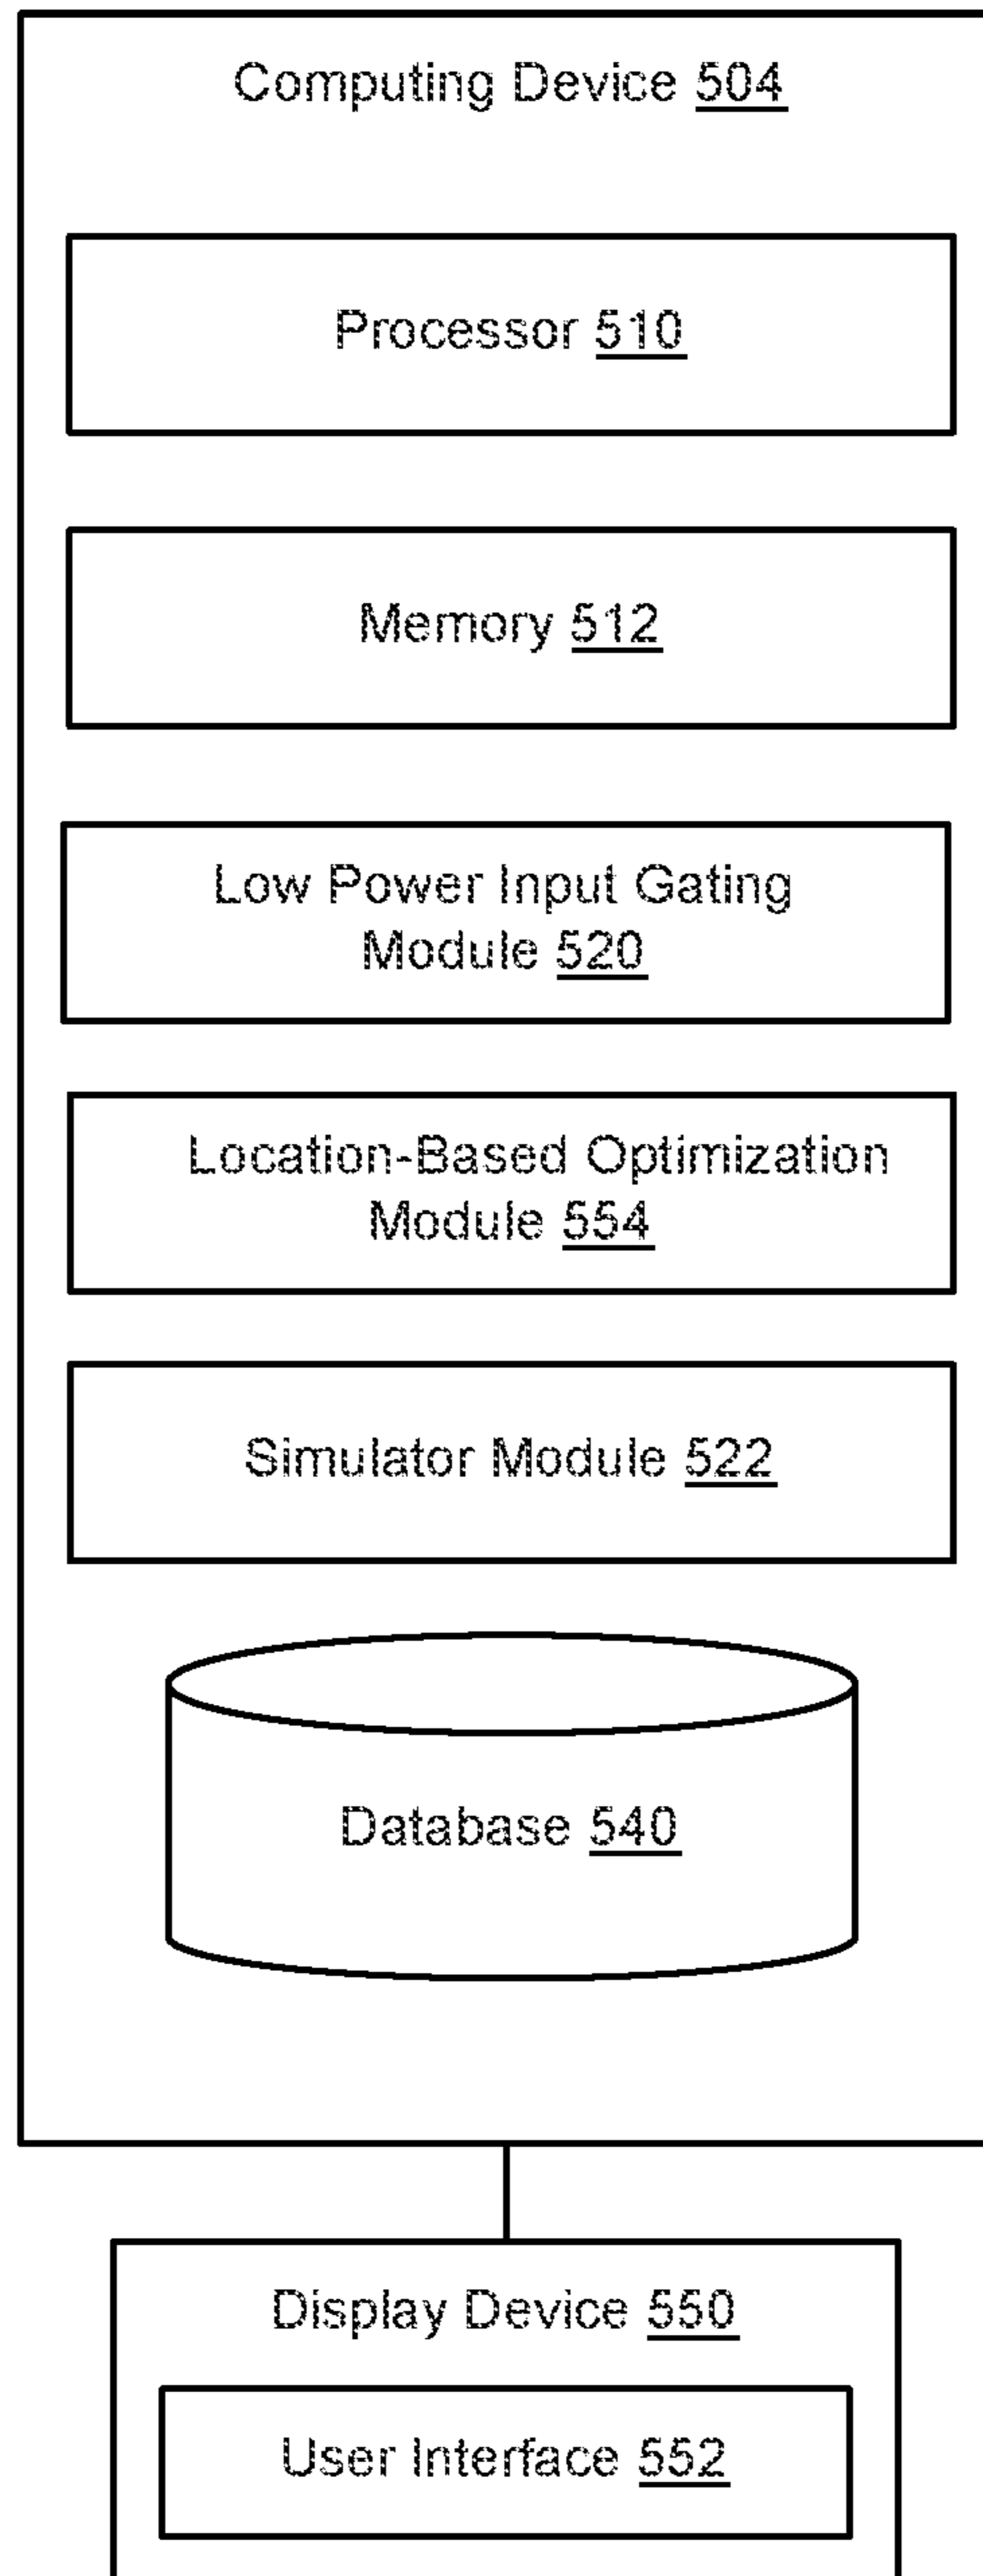 Computing Device 504
Processor 510
Memory 512
Low Power Input Gating
Module 520
Location-Based Optimization
Module 554
Simulator Module 522
Database 540
Display Device 550
User Interface 552